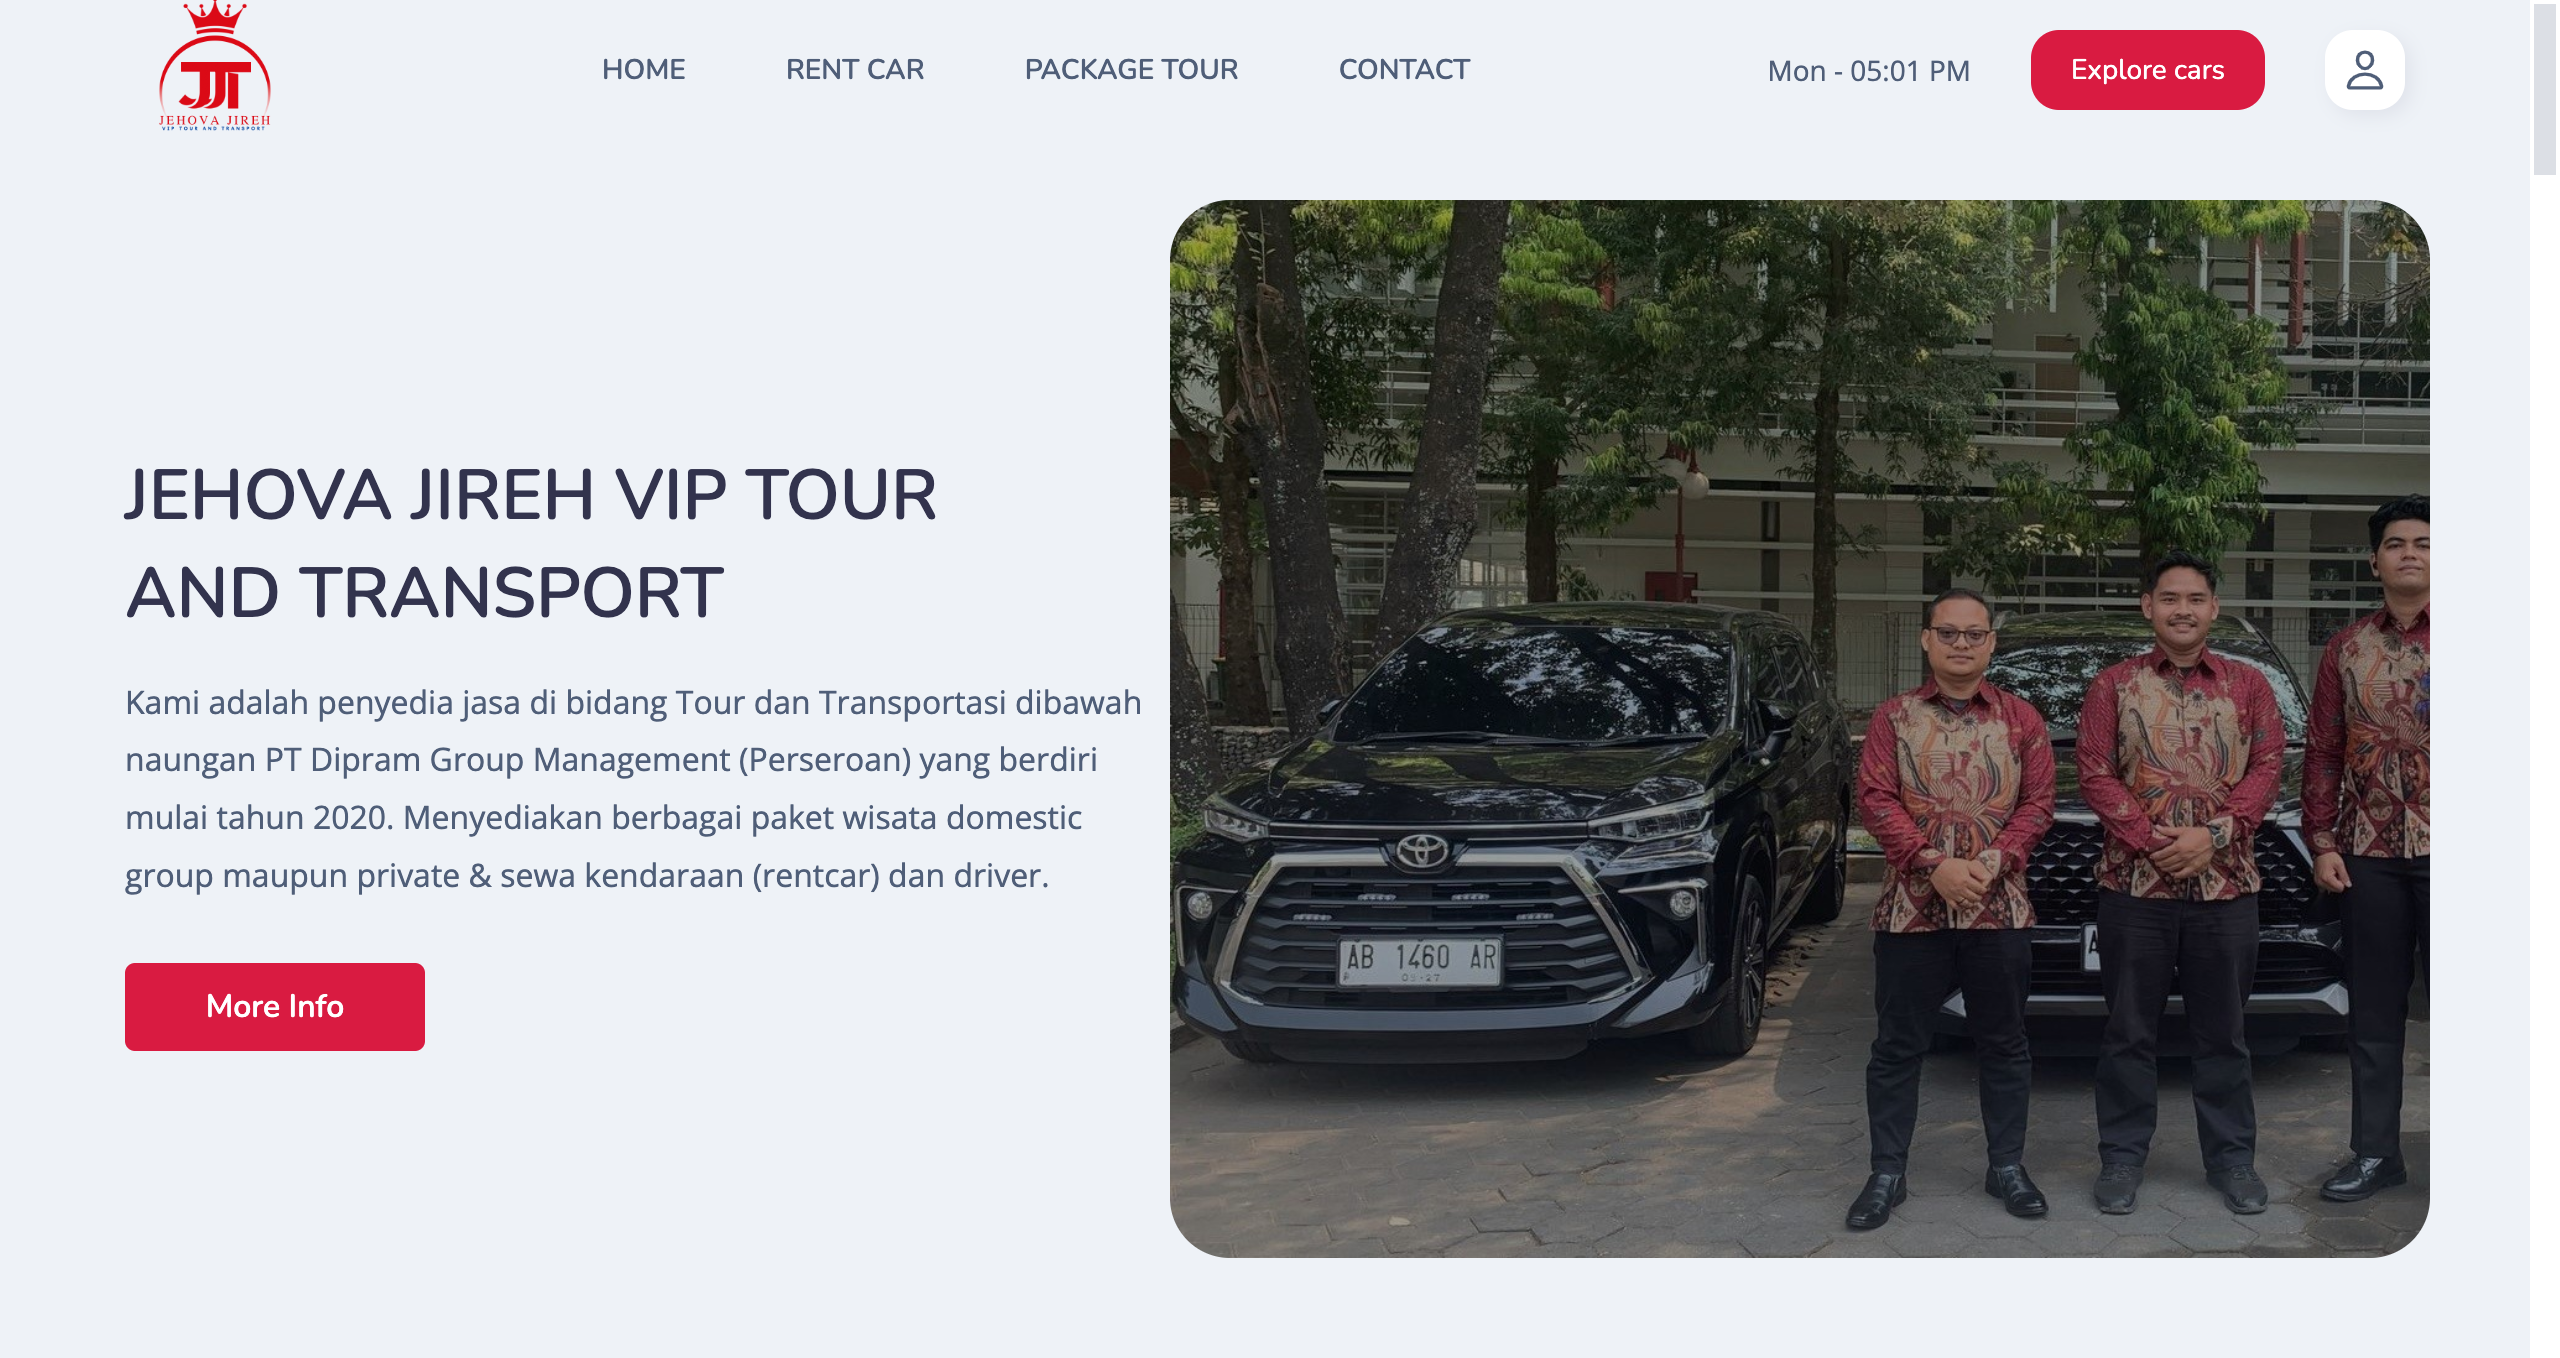 JJT
JEHOVA JIREH
VIP TOUR AND TRANSPORT
HOME
RENT CAR
PACKAGE TOUR
CONTACT
Mon - 05:01 PM
Explore cars
JEHOVA JIREH VIP TOUR
AND TRANSPORT
Kami adalah penyedia jasa di bidang Tour dan Transportasi dibawah
naungan PT Dipram Group Management (Perseroan) yang berdiri
mulai tahun 2020. Menyediakan berbagai paket wisata domestic
group maupun private & sewa kendaraan (rentcar) dan driver.
More Info
AB 1460 AR
05-27